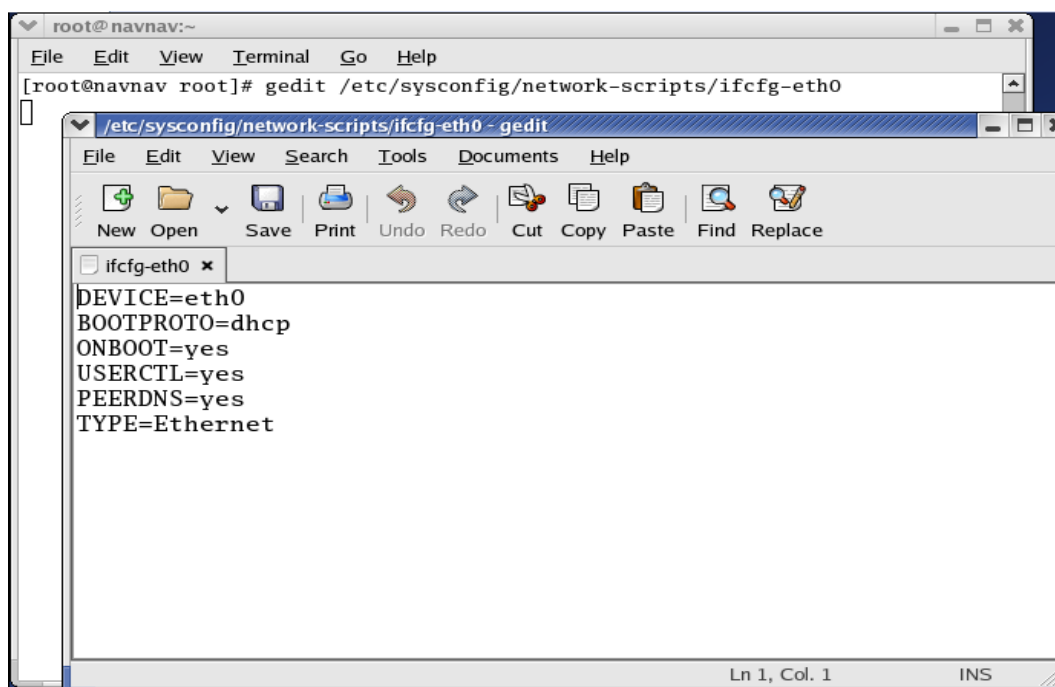 root@navnav:~
File Edit View Terminal Go Help
[root@navnav root]# gedit /etc/sysconfig/network-scripts/ifcfg-eth0
/etc/sysconfig/network-scripts/ifcfg-eth0 - gedit
File Edit View Search Tools Documents Help
New Open Save Print Undo Redo Cut Copy Paste Find Replace
ifcfg-eth0
DEVICE=eth0
BOOTPROTO=dhcp
ONBOOT=yes
USERCTL=yes
PEERDNS=yes
TYPE=Ethernet
Ln 1, Col. 1 INS